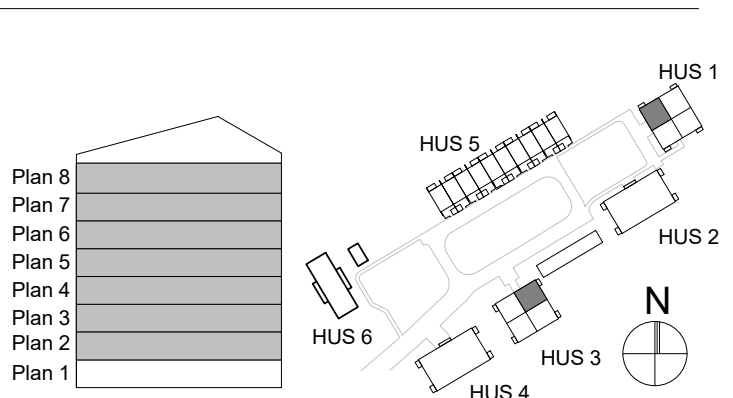 Plan 8
Plan 7
Plan 6
Plan 5
Plan 4
Plan 3
Plan 2
Plan 1
HUS 1
HUS 5
HUS 2
HUS 6
N
HUS 3
HUS 4